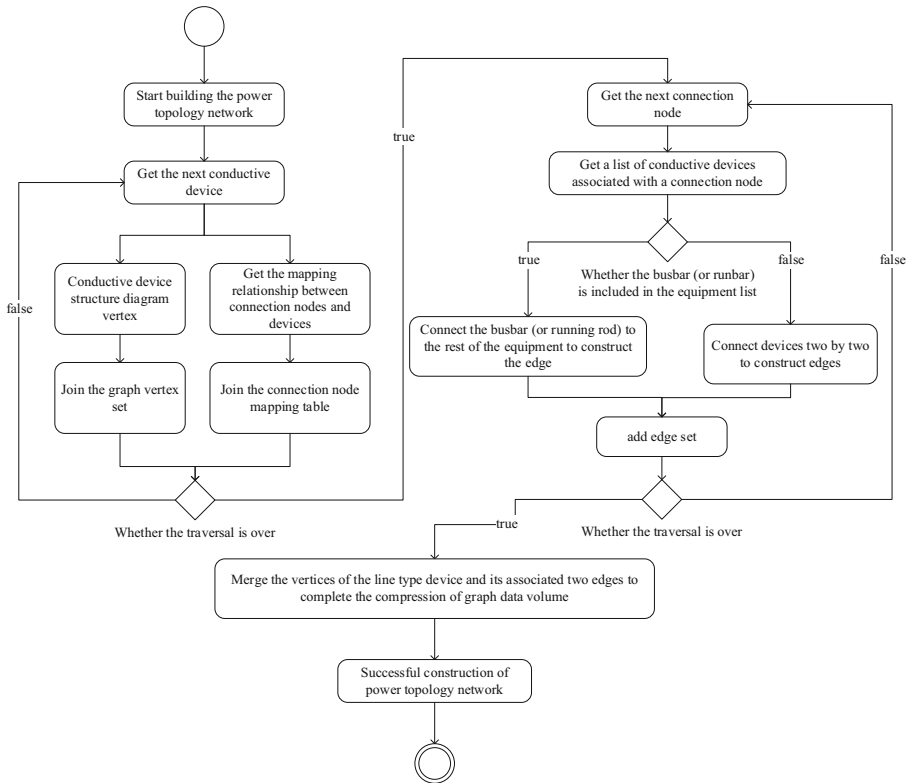 Start building the power
topology network
Get the next conductive
device
Conductive device
structure diagram
vertex
Get the mapping
relationship between
connection nodes and
devices
false
Join the graph vertex
set
Join the connection node
mapping table
Whether the traversal is over
true
Get the next connection
node
Get a list of conductive devices
associated with a connection node
true
false
Whether the busbar (or runbar)
is included in the equipment list
false
Connect the busbar (or running rod) to
the rest of the equipment to construct
the edge
Connect devices two by two
to construct edges
add edge set
true
Whether the traversal is over
Merge the vertices of the line type device and its associated two edges to
complete the compression of graph data volume
Successful construction of
power topology network